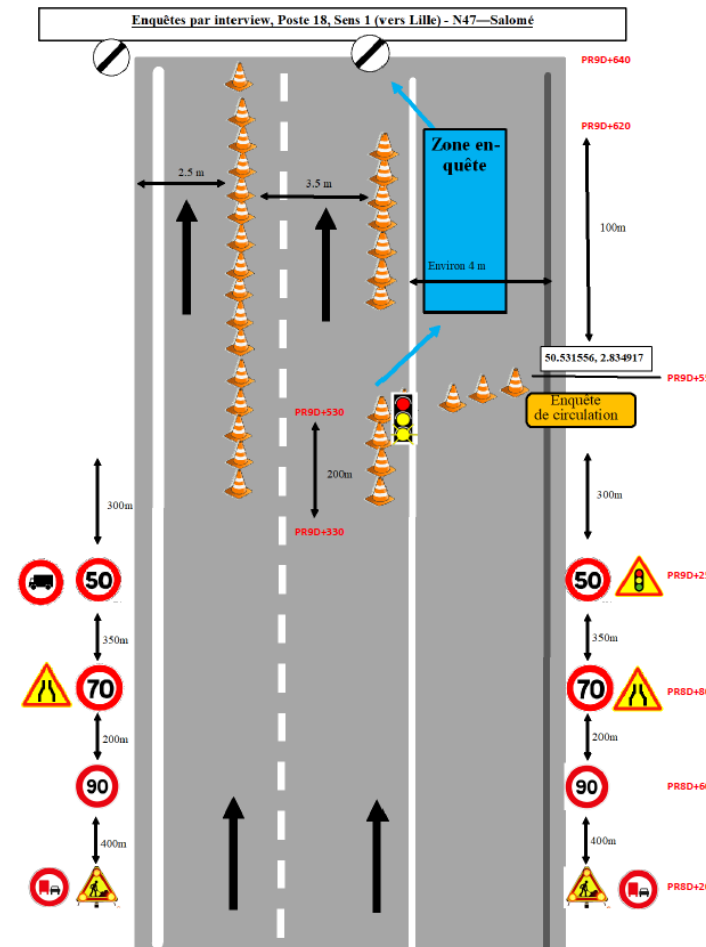 Enquêtes par interview, Poste 18, Sens 1 (vers Lille) - N47—Salomé
PR9D+640
PR9D+620
Zone en-
quête
2.5 m
3.5 m
100m
Environ 4 m
50.531556, 2.834917
Enquête
de circulation
PR9D+530
200m
300m
300m
PR9D+330
50
50
350m
350m
70
70
200m
200m
90
90
400m
400m